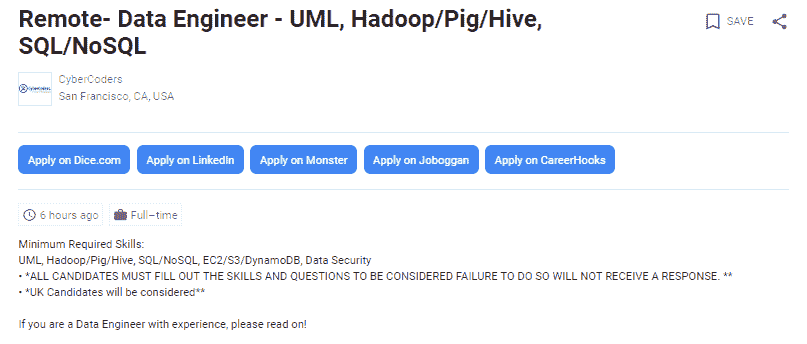 Remote- Data Engineer - UML, Hadoop/Pig/Hive,
SQL/NoSQL
SAVE
CyberCoders
San Francisco, CA, USA
Apply on Dice.com
Apply on LinkedIn
Apply on Monster
Apply on Joboggan
Apply on CareerHooks
6 hours ago
Full–time
Minimum Required Skills:
UML, Hadoop/Pig/Hive, SQL/NoSQL, EC2/S3/DynamoDB, Data Security
• *ALL CANDIDATES MUST FILL OUT THE SKILLS AND QUESTIONS TO BE CONSIDERED FAILURE TO DO SO WILL NOT RECEIVE A RESPONSE. **
• *UK Candidates will be considered**
If you are a Data Engineer with experience, please read on!